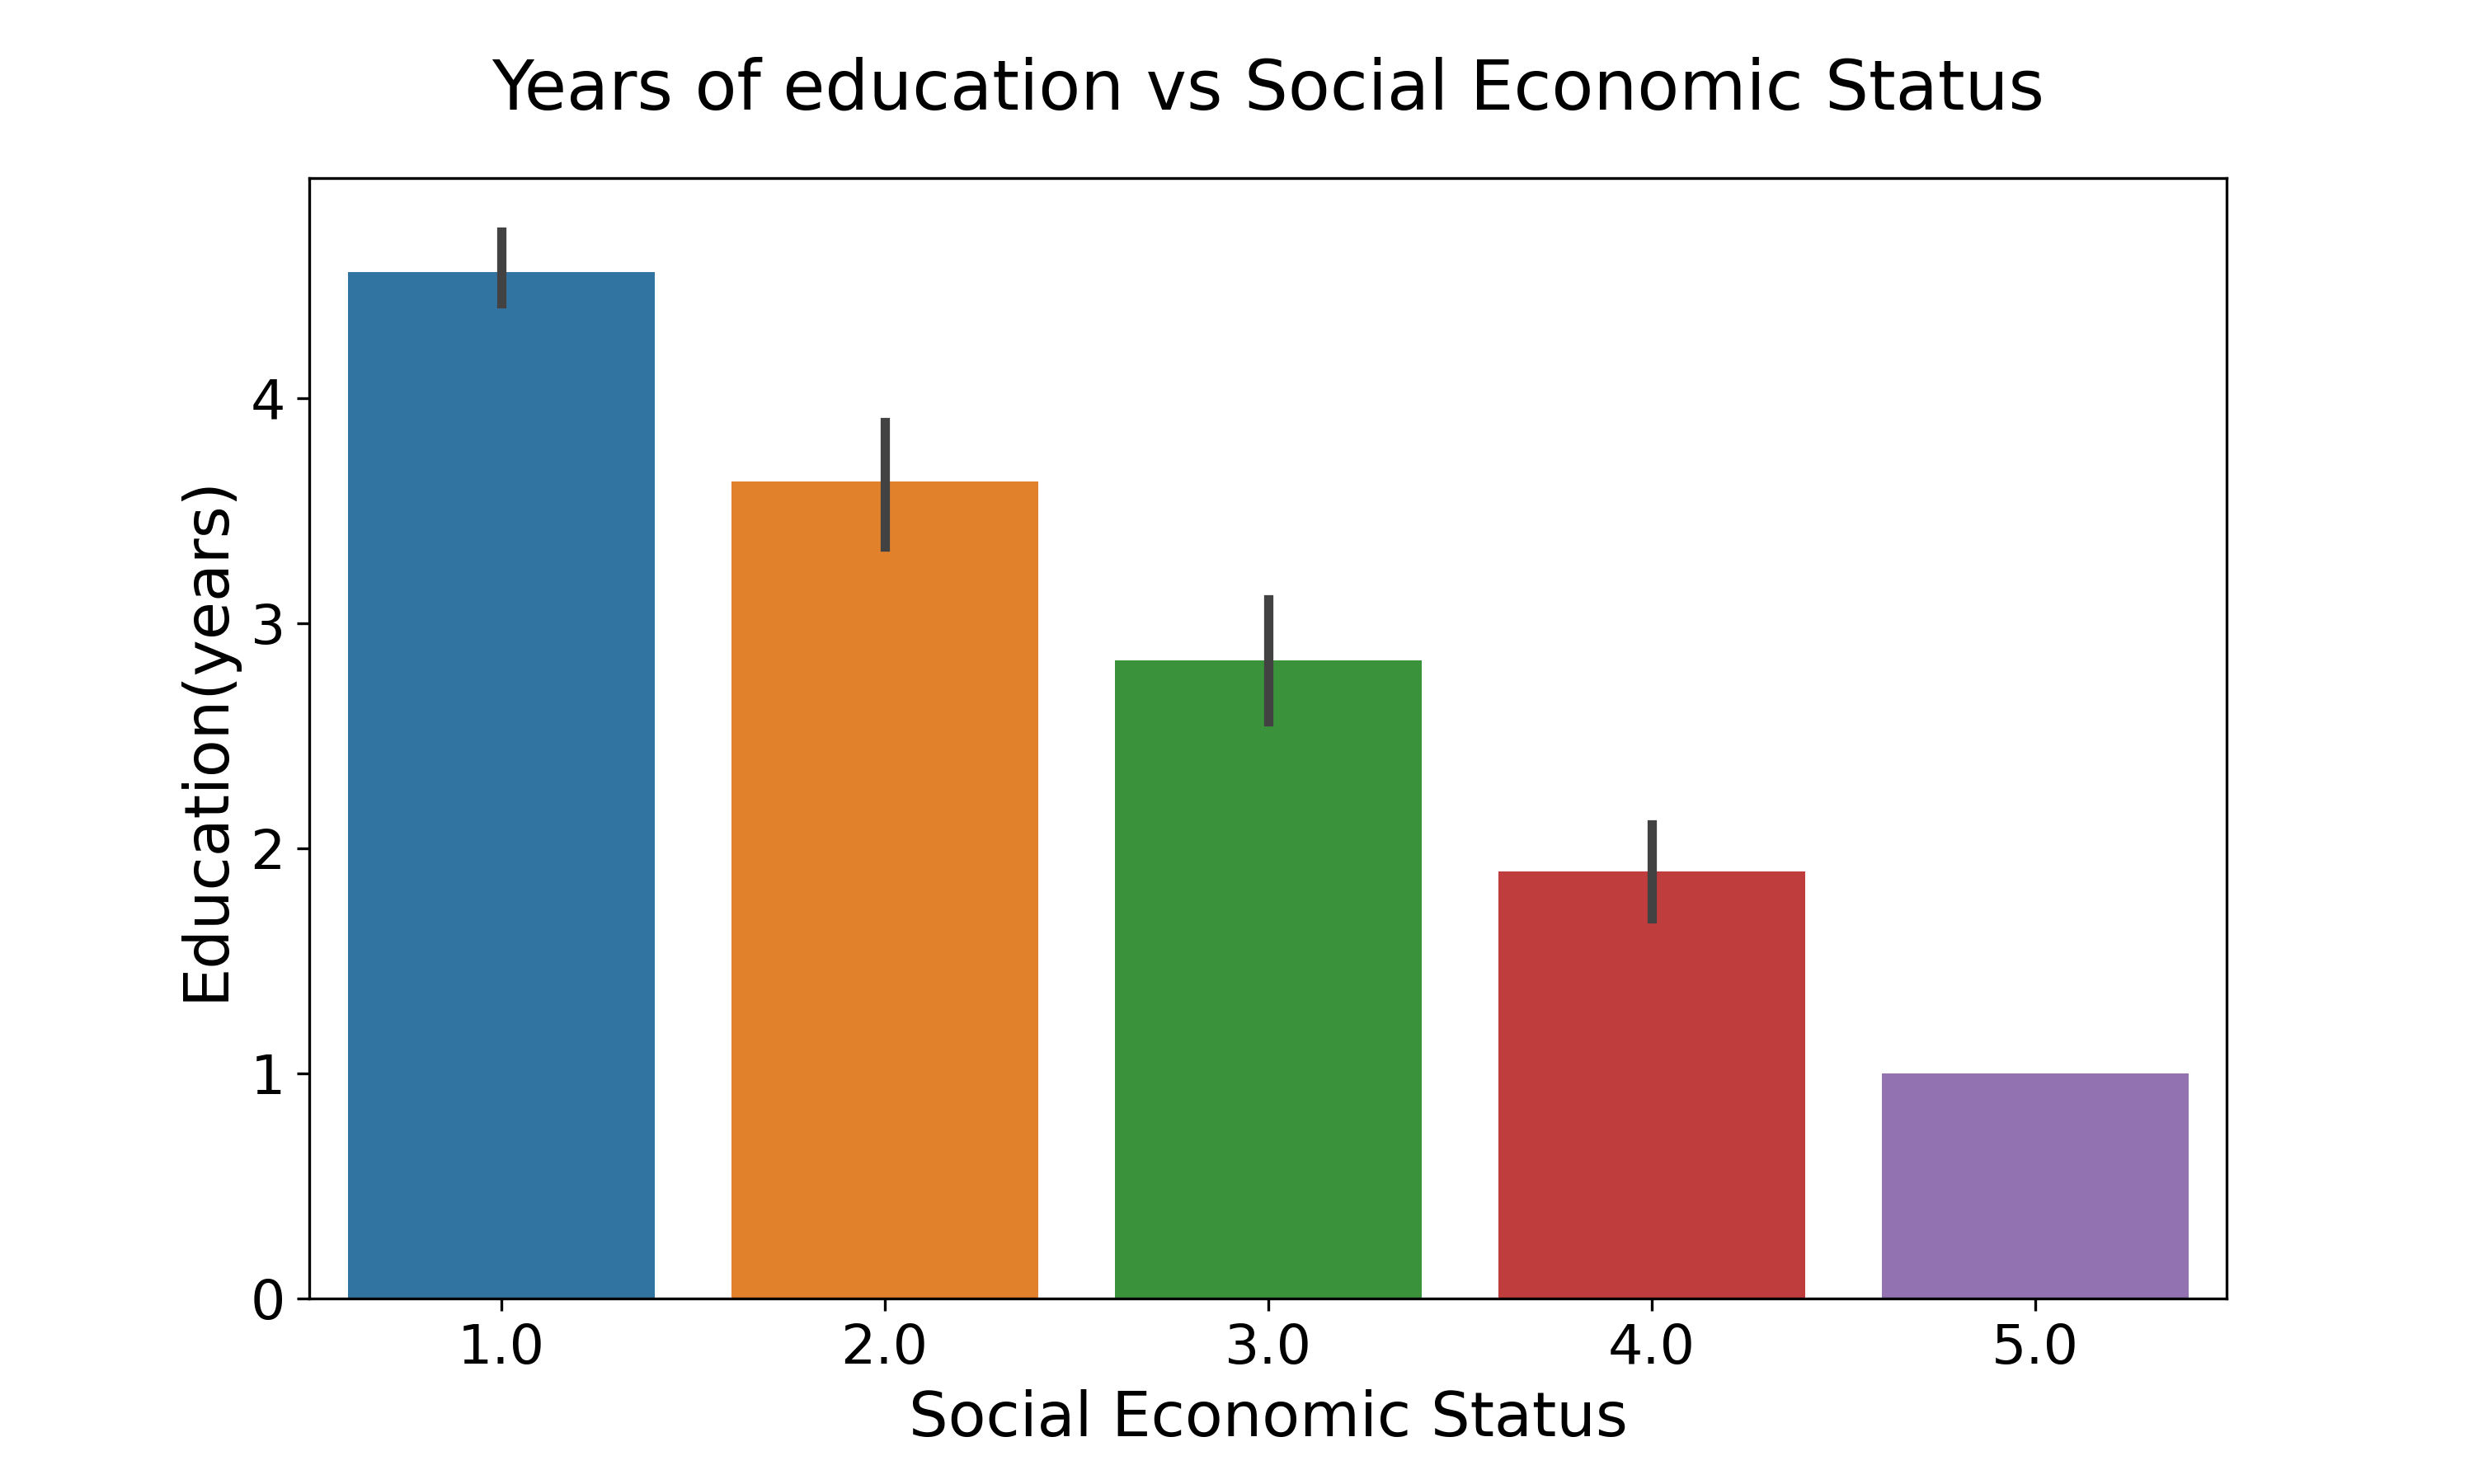 Years of education vs Social Economic Status
Education(years)
4
3
2
1
0
1.0 2.0 3.0 4.0 5.0
Social Economic Status